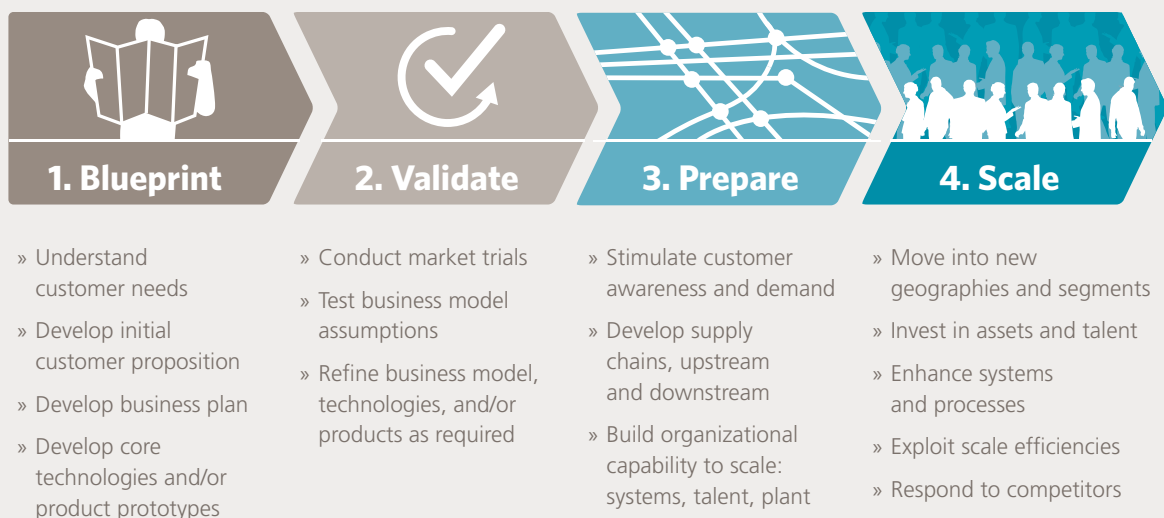 1. Blueprint
» Understand
customer needs
» Develop initial
customer proposition
» Develop business plan
» Develop core
technologies and/or
product prototypes
2. Validate
» Conduct market trials
» Test business model
assumptions
» Refine business model,
technologies, and/or
products as required
3. Prepare
» Stimulate customer
awareness and demand
» Develop supply
chains, upstream
and downstream
» Build organizational
capability to scale:
systems, talent, plant
4. Scale
» Move into new
geographies and segments
» Invest in assets and talent
» Enhance systems
and processes
» Exploit scale efficiencies
» Respond to competitors